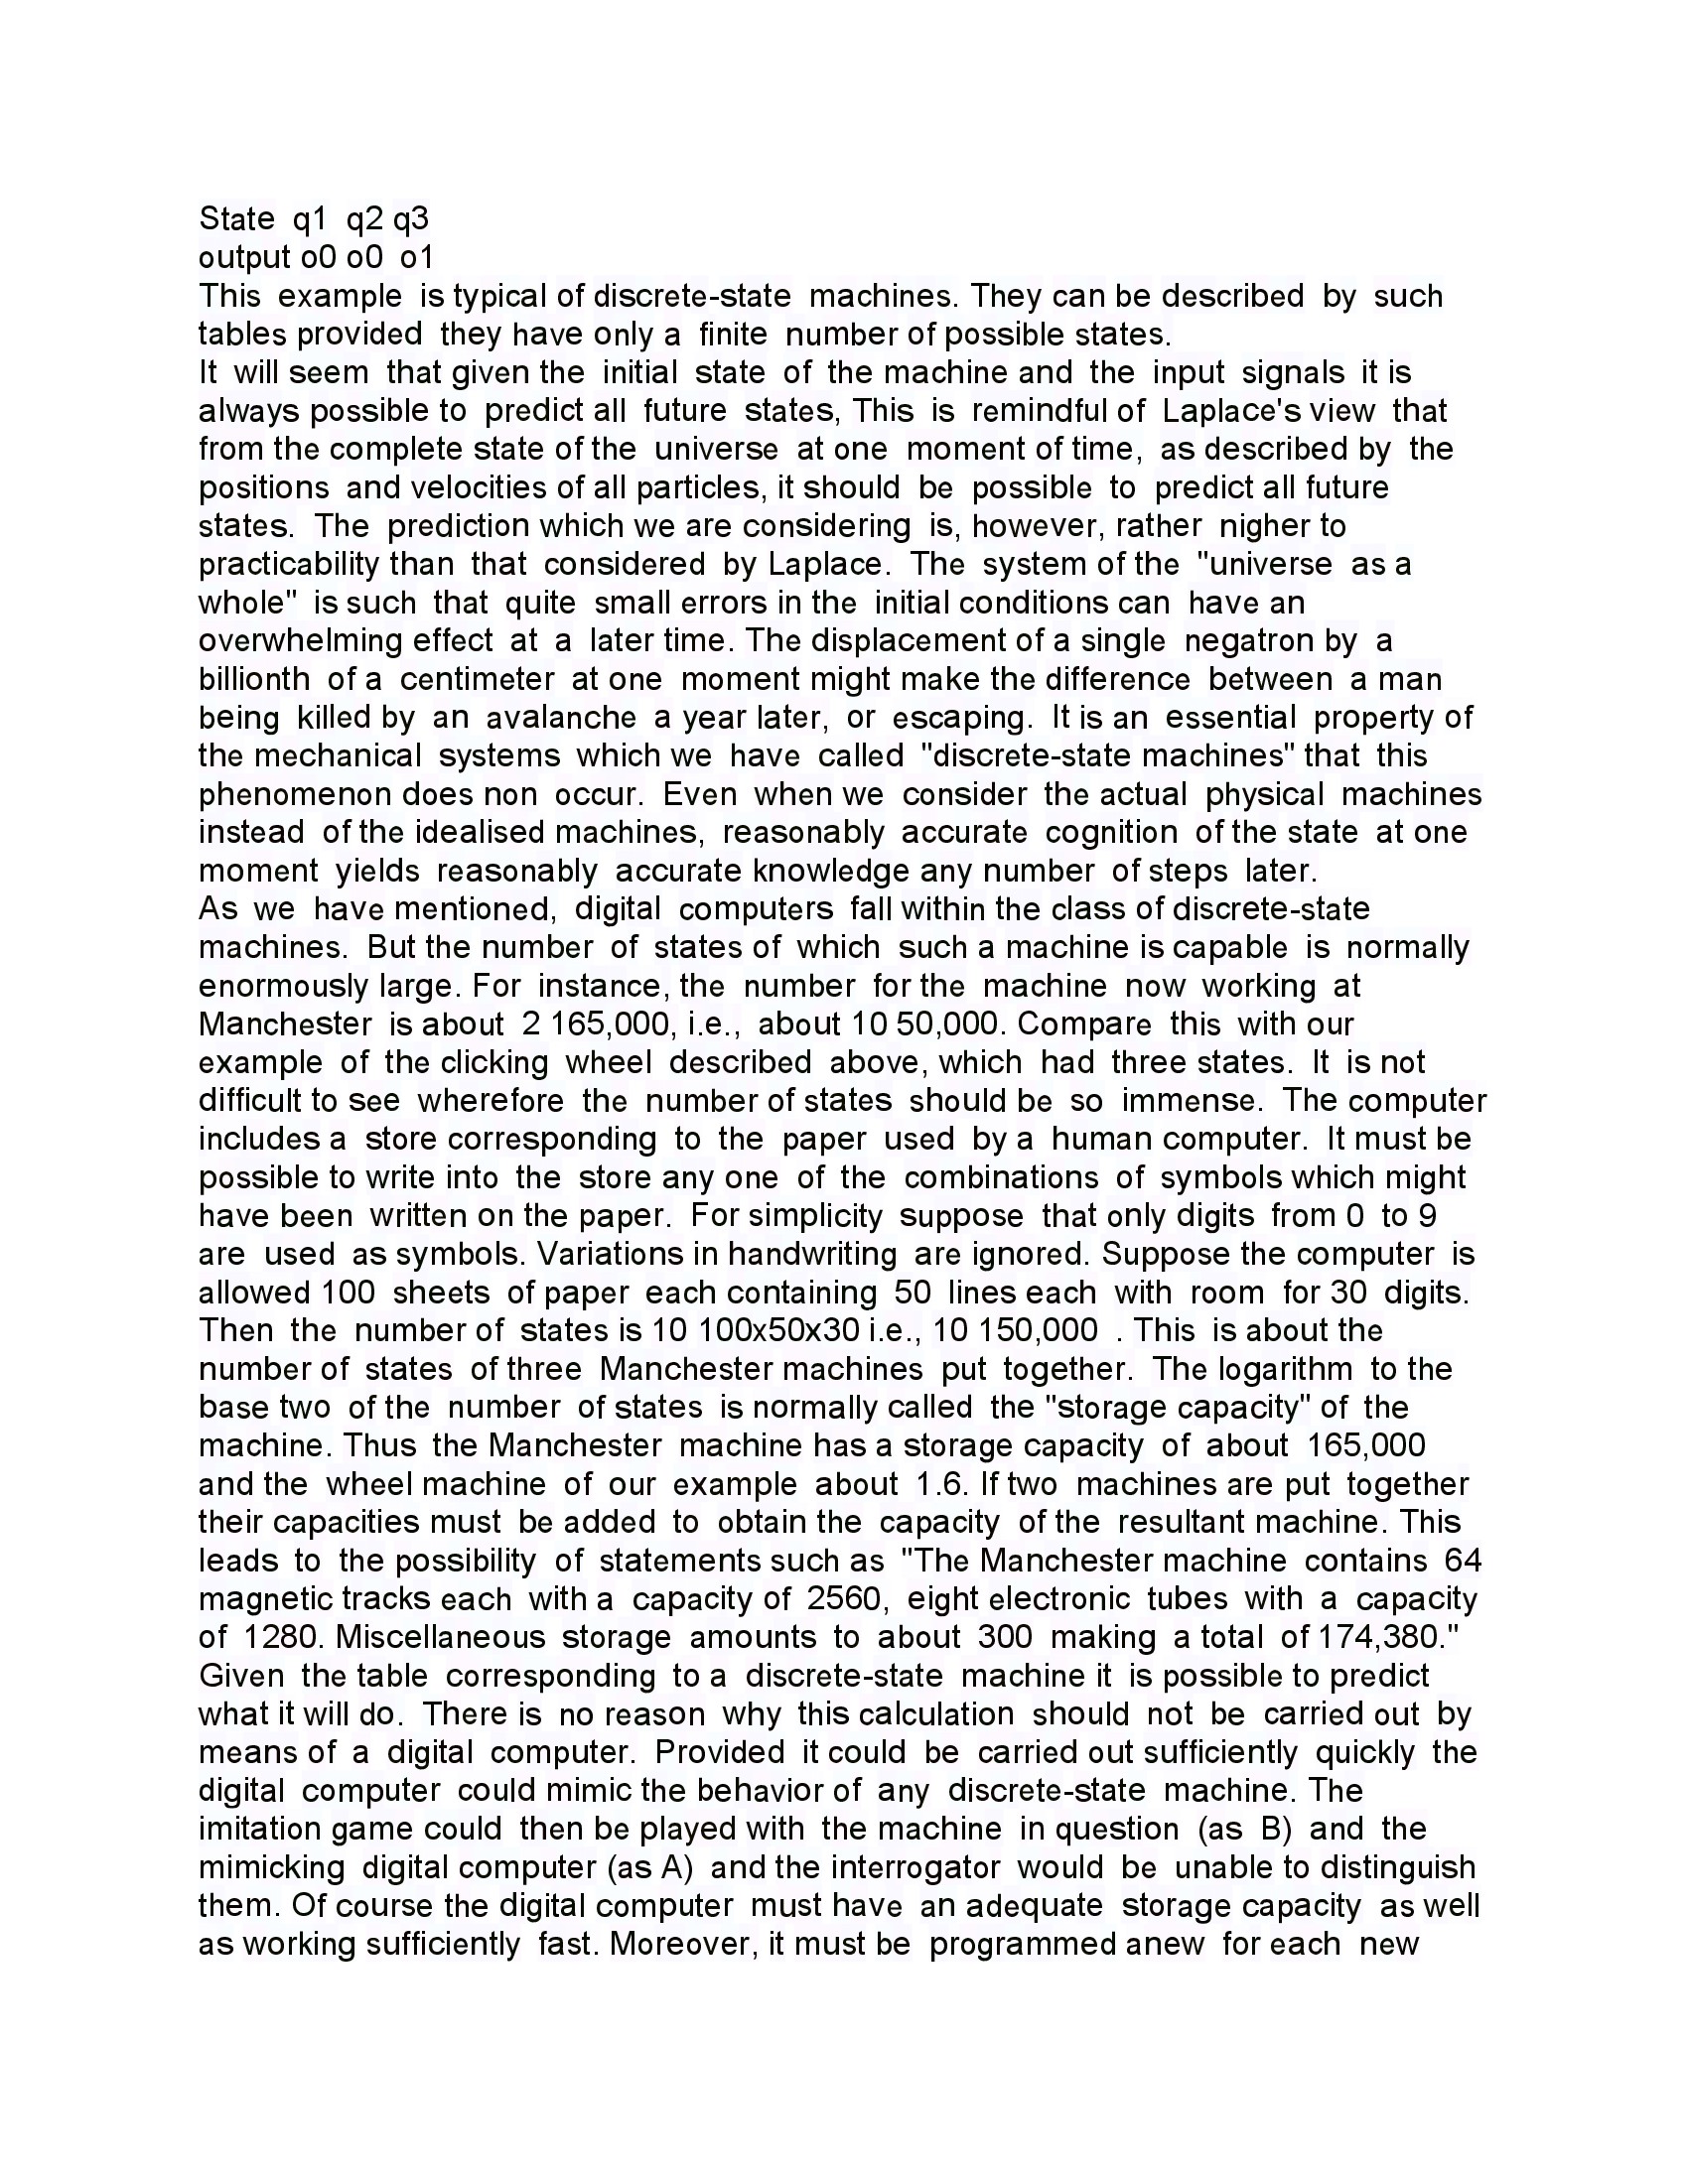 State q1 q2 q3
output o0 o0 o1
This example is typical of discrete-state machines. They can be described by such
tables provided they have only a finite number of possible states.
It will seem that given the initial state of the machine and the input signals it is
always possible to predict all future states, This is remindful of Laplace's view that
from the complete state of the universe at one moment of time, as described by the
positions and velocities of all particles, it should be possible to predict all future
states. The prediction which we are considering is, however, rather nigher to
practicability than that considered by Laplace. The system of the "universe as a
whole" is such that quite small errors in the initial conditions can have an
overwhelming effect at a later time. The displacement of a single negatron by a
billionth of a centimeter at one moment might make the difference between a man
being killed by an avalanche a year later, or escaping. It is an essential property of
the mechanical systems which we have called "discrete-state machines" that this
phenomenon does non occur. Even when we consider the actual physical machines
instead of the idealised machines, reasonably accurate cognition of the state at one
moment yields reasonably accurate knowledge any number of steps later.
As we have mentioned, digital computers fall within the class of discrete-state
machines. But the number of states of which such a machine is capable is normally
enormously large. For instance, the number for the machine now working at
Manchester is about 2 165,000, i.e., about 10 50,000. Compare this with our
example of the clicking wheel described above, which had three states. It is not
difficult to see wherefore the number of states should be so immense. The computer
includes a store corresponding to the paper used by a human computer. It must be
possible to write into the store any one of the combinations of symbols which might
have been written on the paper. For simplicity suppose that only digits from 0 to 9
are used as symbols. Variations in handwriting are ignored. Suppose the computer is
allowed 100 sheets of paper each containing 50 lines each with room for 30 digits.
Then the number of states is 10 100x50x30 i.e., 10 150,000 . This is about the
number of states of three Manchester machines put together. The logarithm to the
base two of the number of states is normally called the "storage capacity" of the
machine. Thus the Manchester machine has a storage capacity of about 165,000
and the wheel machine of our example about 1.6. If two machines are put together
their capacities must be added to obtain the capacity of the resultant machine. This
leads to the possibility of statements such as "The Manchester machine contains 64
magnetic tracks each with a capacity of 2560, eight electronic tubes with a capacity
of 1280. Miscellaneous storage amounts to about 300 making a total of 174,380."
Given the table corresponding to a discrete-state machine it is possible to predict
what it will do. There is no reason why this calculation should not be carried out by
means of a digital computer. Provided it could be carried out sufficiently quickly the
digital computer could mimic the behavior of any discrete-state machine. The
imitation game could then be played with the machine in question (as B) and the
mimicking digital computer (as A) and the interrogator would be unable to distinguish
them. Of course the digital computer must have an adequate storage capacity as well
as working sufficiently fast. Moreover, it must be programmed anew for each new